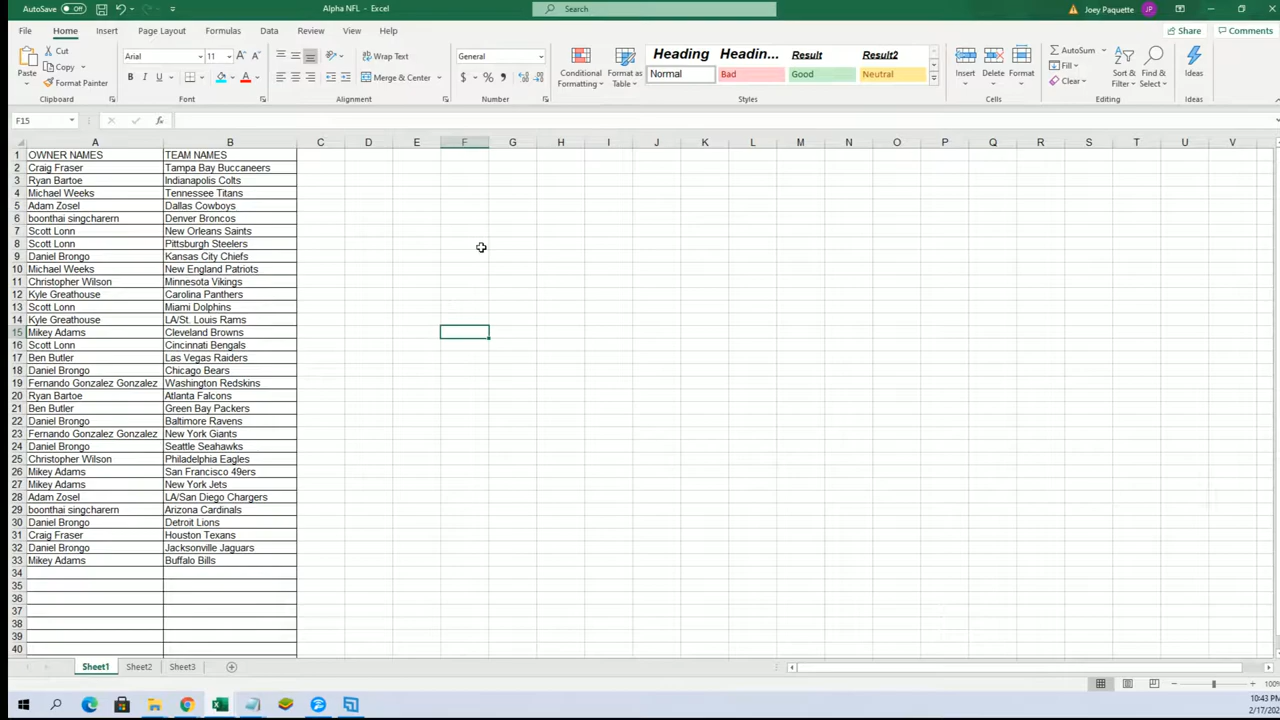 AutoSave Off Alpha NFL - Excel Search Joey Paquette JP
File Home Insert Page Layout Formulas Data Review View Help Share Comments
Cut Arial 11 Wrap Text General Heading Headin... Result Result2 AutoSum
Copy Fill
Paste Format Painter B I U A Merge & Center $ % Conditional Formatting Format as Table Normal Bad Good Neutral Insert Delete Format Clear Sort & Filter Find & Select Ideas
Clipboard Font Alignment Number Styles Cells Editing Ideas
F15 fx
A B C D E F G H I J K L M N O P Q R S T U V
1 OWNER NAMES TEAM NAMES
2 Craig Fraser Tampa Bay Buccaneers
3 Ryan Bartoe Indianapolis Colts
4 Michael Weeks Tennessee Titans
5 Adam Zosel Dallas Cowboys
6 boonthai singcharern Denver Broncos
7 Scott Lonn New Orleans Saints
8 Scott Lonn Pittsburgh Steelers
9 Daniel Brongo Kansas City Chiefs
10 Michael Weeks New England Patriots
11 Christopher Wilson Minnesota Vikings
12 Kyle Greathouse Carolina Panthers
13 Scott Lonn Miami Dolphins
14 Kyle Greathouse LA/St. Louis Rams
15 Mikey Adams Cleveland Browns
16 Scott Lonn Cincinnati Bengals
17 Ben Butler Las Vegas Raiders
18 Daniel Brongo Chicago Bears
19 Fernando Gonzalez Gonzalez Washington Redskins
20 Ryan Bartoe Atlanta Falcons
21 Ben Butler Green Bay Packers
22 Daniel Brongo Baltimore Ravens
23 Fernando Gonzalez Gonzalez New York Giants
24 Daniel Brongo Seattle Seahawks
25 Christopher Wilson Philadelphia Eagles
26 Mikey Adams San Francisco 49ers
27 Mikey Adams New York Jets
28 Adam Zosel LA/San Diego Chargers
29 boonthai singcharern Arizona Cardinals
30 Daniel Brongo Detroit Lions
31 Craig Fraser Houston Texans
32 Daniel Brongo Jacksonville Jaguars
33 Mikey Adams Buffalo Bills
34
35
36
37
38
39
40
Sheet1 Sheet2 Sheet3
100%
10:43 PM
2/17/202